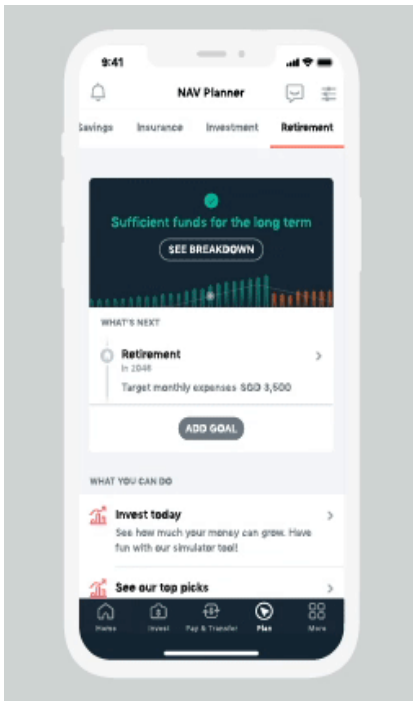 9:41
NAV Planner
Savings Insurance Investment Retirement
Sufficient funds for the long term
SEE BREAKDOWN
WHAT'S NEXT
Retirement
In 2046
Target monthly expenses SGD 3,500
ADD GOAL
WHAT YOU CAN DO
Invest today
See how much your money can grow. Have
fun with our simulator tool!
See our top picks
Home Invest Pay & Transfer Plan More